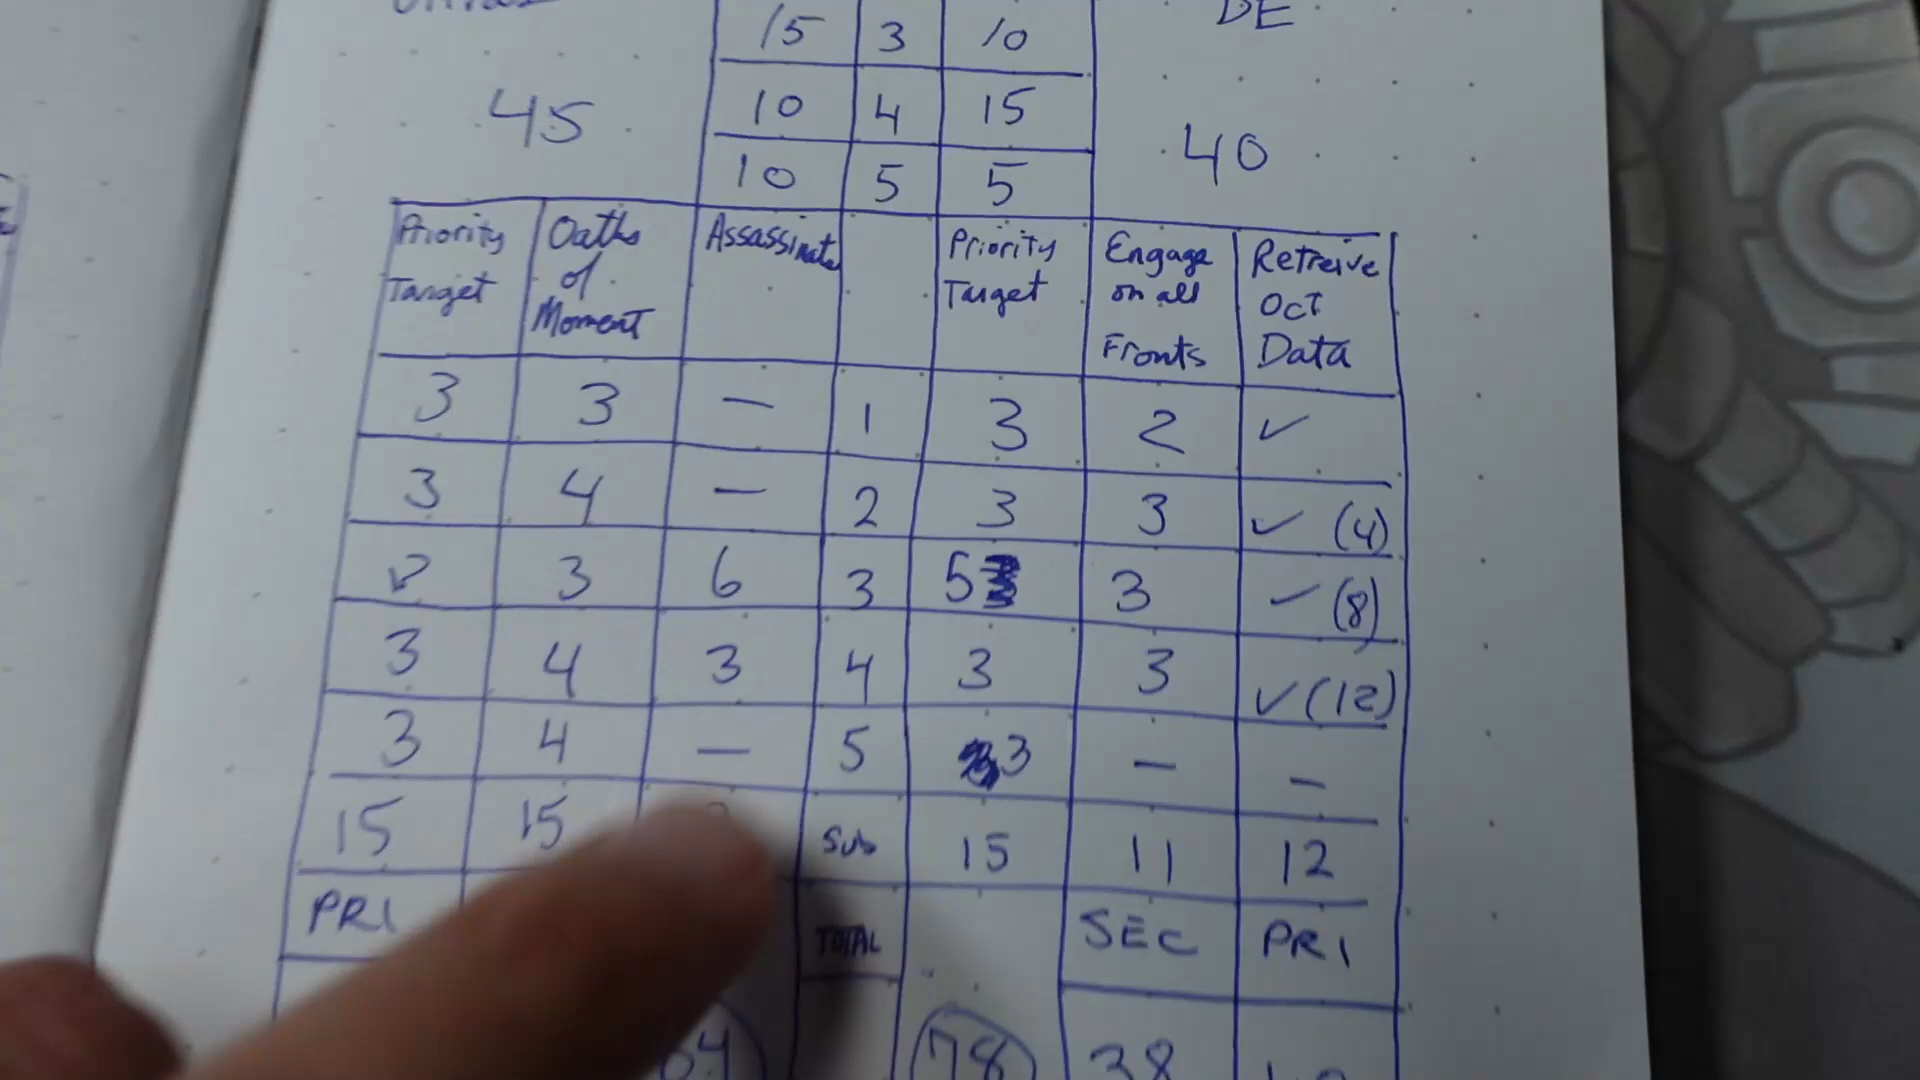 DE
15 3 10
45 10 4 15 40
10 5 5
Priority Target
Oaths of Moment
Assassinate
Priority Target
Engage on all Fronts
Retreive Oct Data
3 3 – 1 3 2 ✓
3 4 – 2 3 3 ✓ (4)
3 6 3 5 3 ✓ (8)
3 4 3 4 3 3 ✓ (12)
3 4 – 5 3 – –
15 15 Sub 15 11 12
PRI TOTAL SEC PRI
78 38